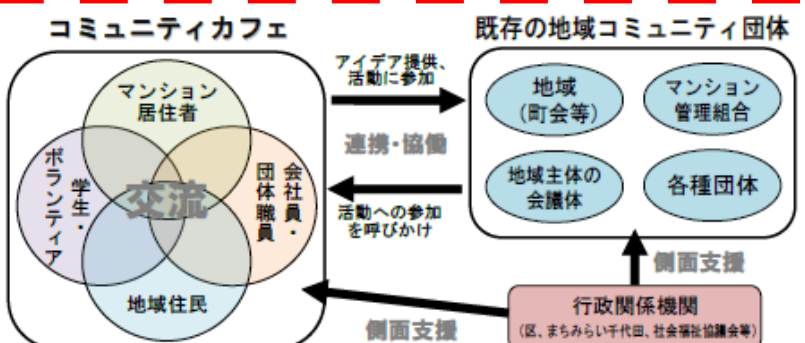 コミュニティカフェ
既存の地域コミュニティ団体
マンション
居住者
学生・
ボランティア
交流
会社員・
団体職員
地域住民
アイデア提供、
活動に参加
連携・協働
活動への参加
を呼びかけ
地域
（町会等）
マンション
管理組合
地域主体の
会議体
各種団体
側面支援
側面支援
行政関係機関
（区、まちみらい千代田、社会福祉協議会等）